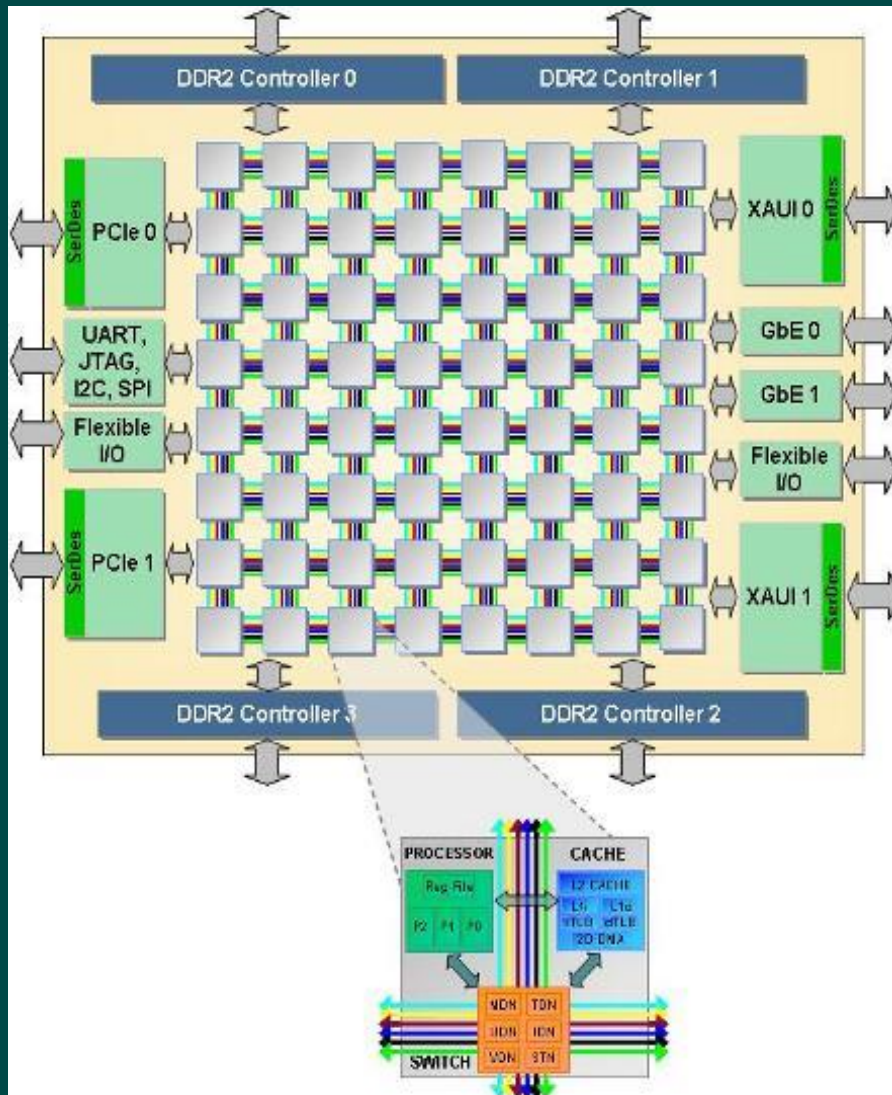 DDR2 Controller 0
DDR2 Controller 1
SerDes
PCIe 0
XAUI 0
SerDes
UART,
JTAG,
I2C, SPI
GbE 0
GbE 1
Flexible
I/O
Flexible
I/O
SerDes
PCIe 1
XAUI 1
SerDes
DDR2 Controller 3
DDR2 Controller 2
PROCESSOR
CACHE
Reg File
P2 P1 P0
L2 CACHE
2D DMA
MDN TDN
UDN IDN
STN
SWITCH